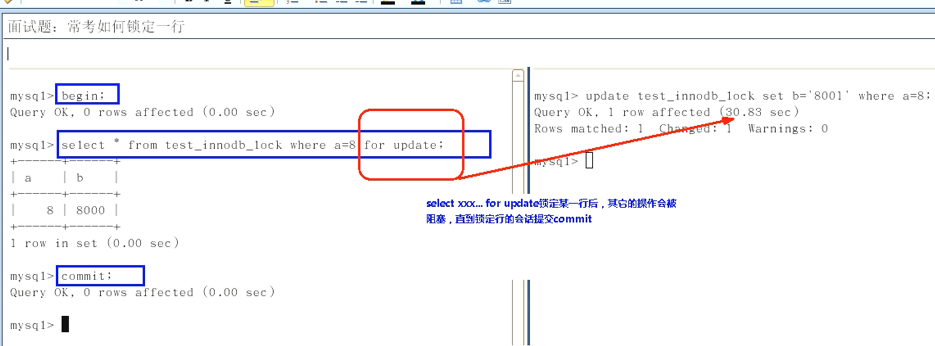 面试题：常考如何锁定一行
mysql> begin;
Query OK, 0 rows affected (0.00 sec)
mysql> select * from test_innodb_lock where a=8 for update;
+------+------+
| a    | b    |
+------+------+
|    8 | 8000 |
+------+------+
1 row in set (0.00 sec)
mysql> commit;
Query OK, 0 rows affected (0.00 sec)
mysql>
mysql> update test_innodb_lock set b='8001' where a=8;
Query OK, 1 row affected (30.83 sec)
Rows matched: 1  Changed: 1  Warnings: 0
mysql>
select xxx... for update锁定某一行后，其它的操作会被
阻塞，直到锁定行的会话提交commit